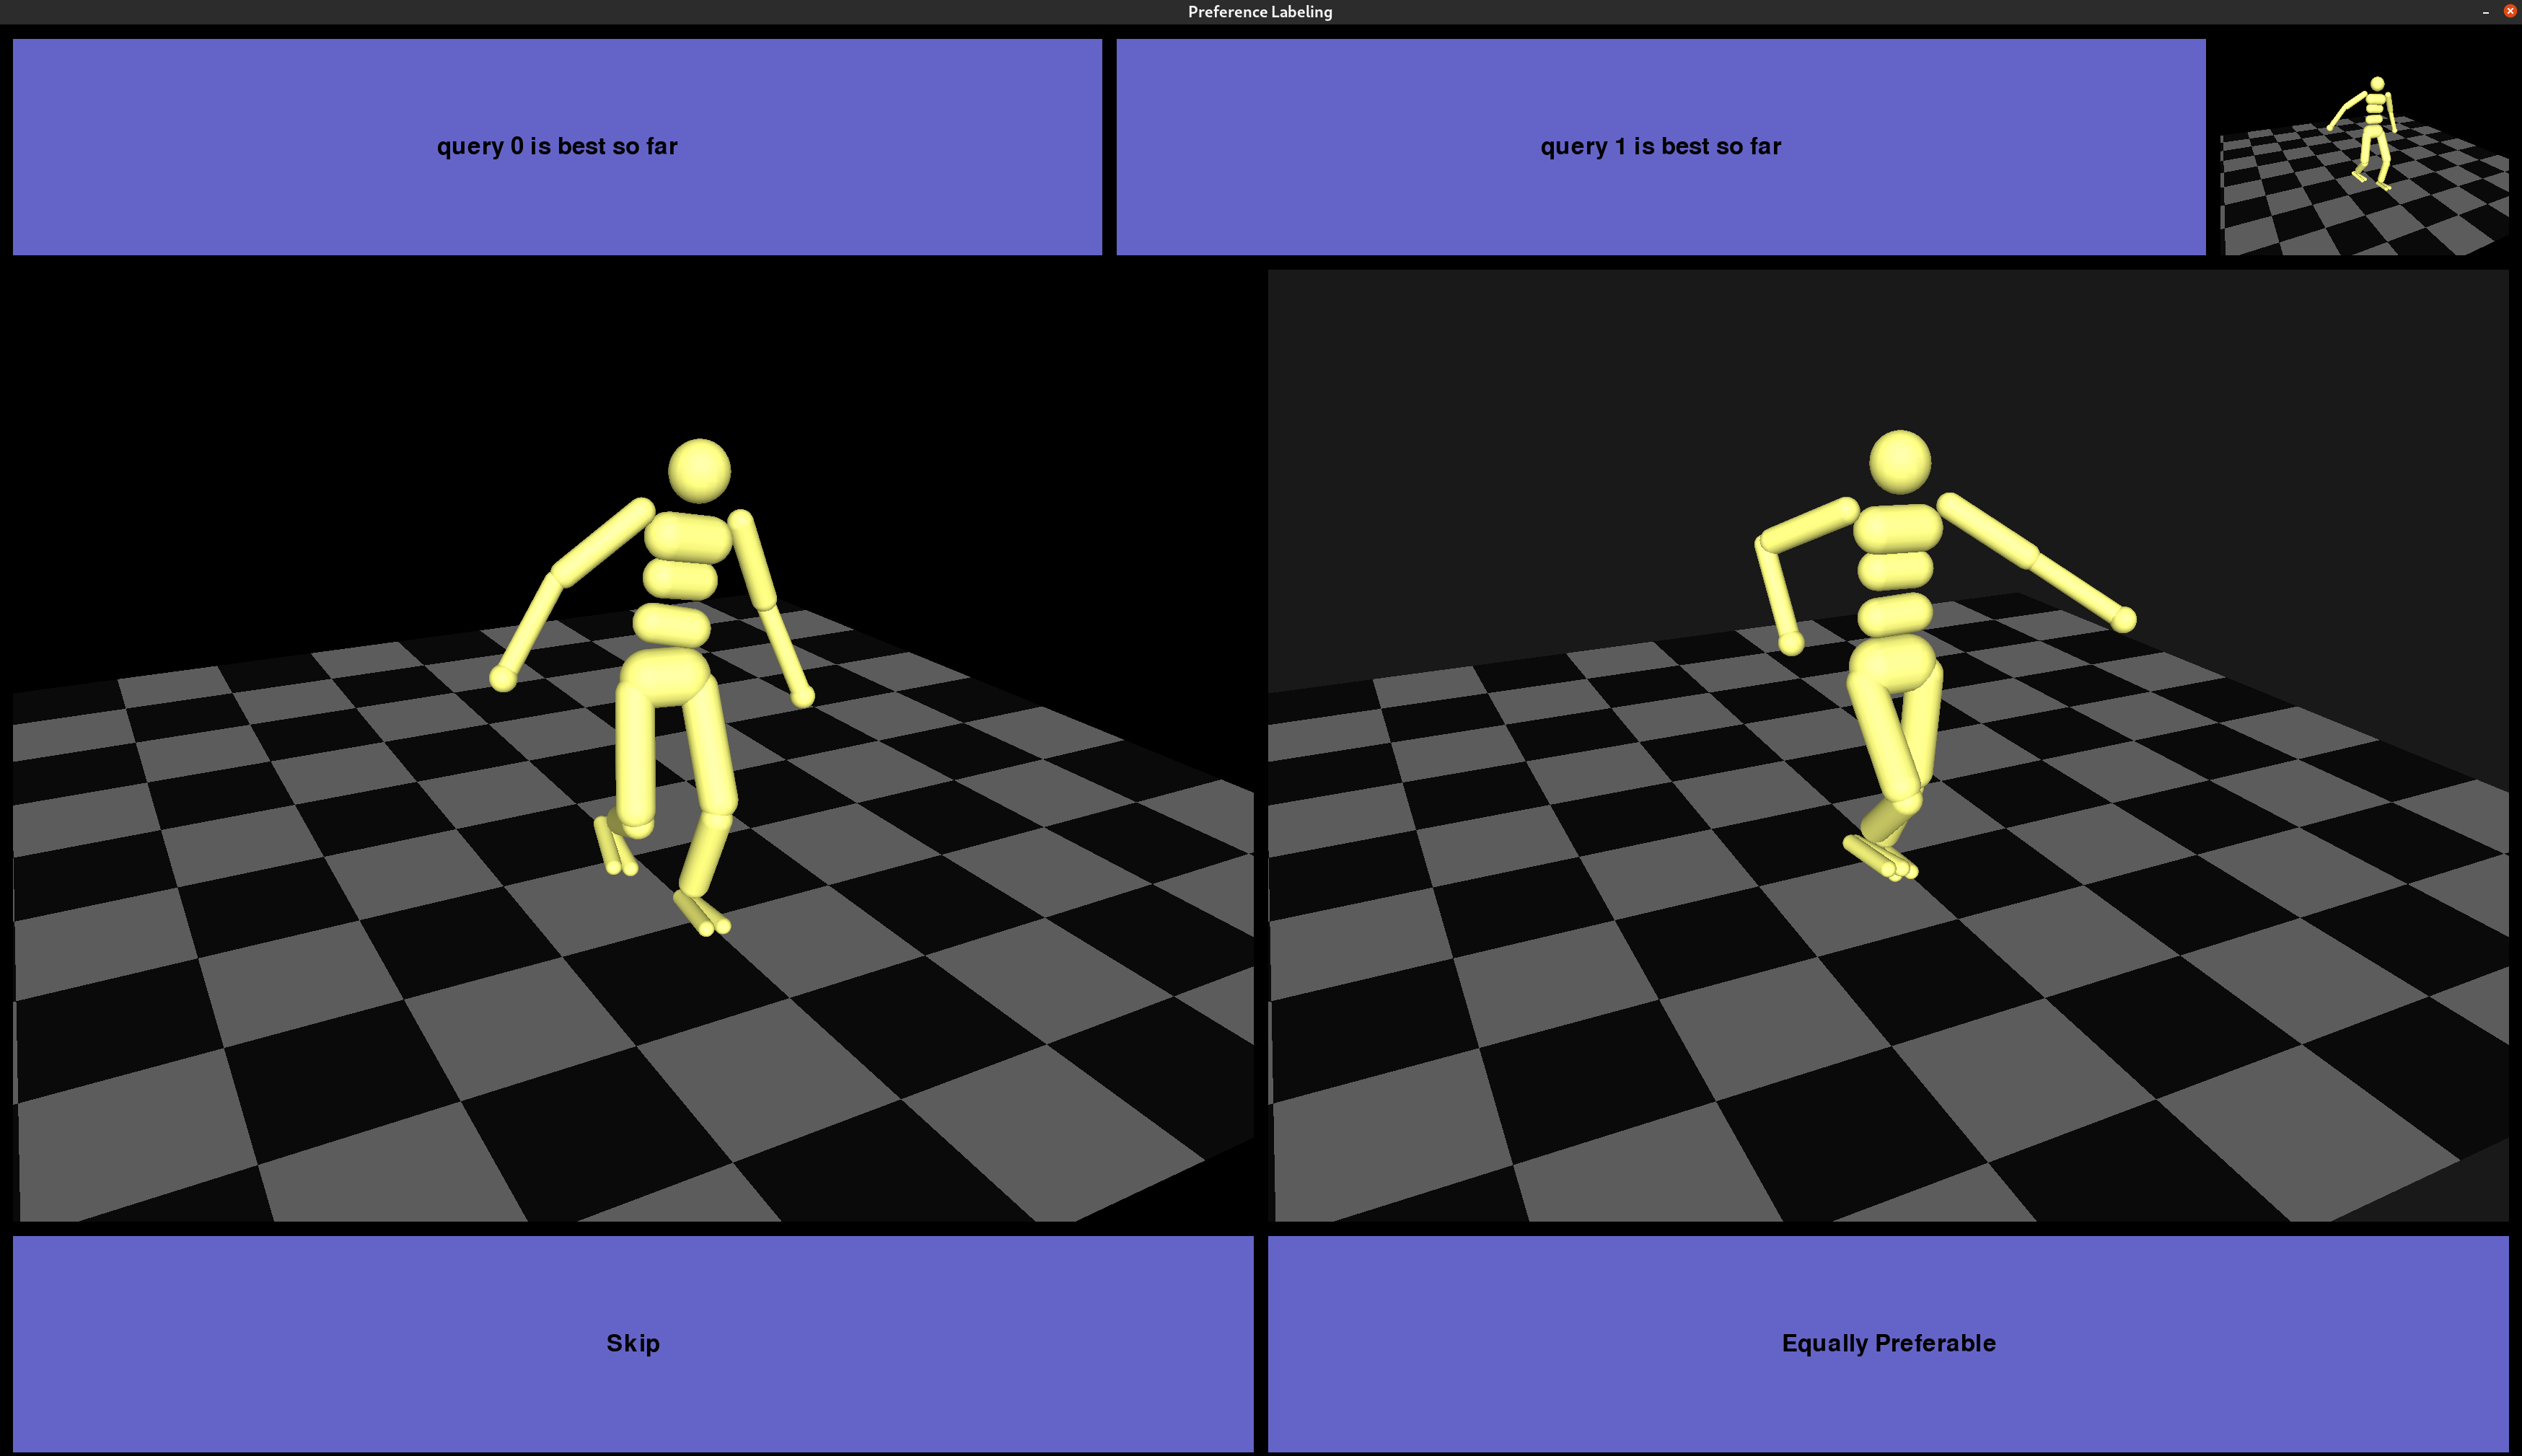 Preference Labeling
query 0 is best so far
query 1 is best so far
Skip
Equally Preferable